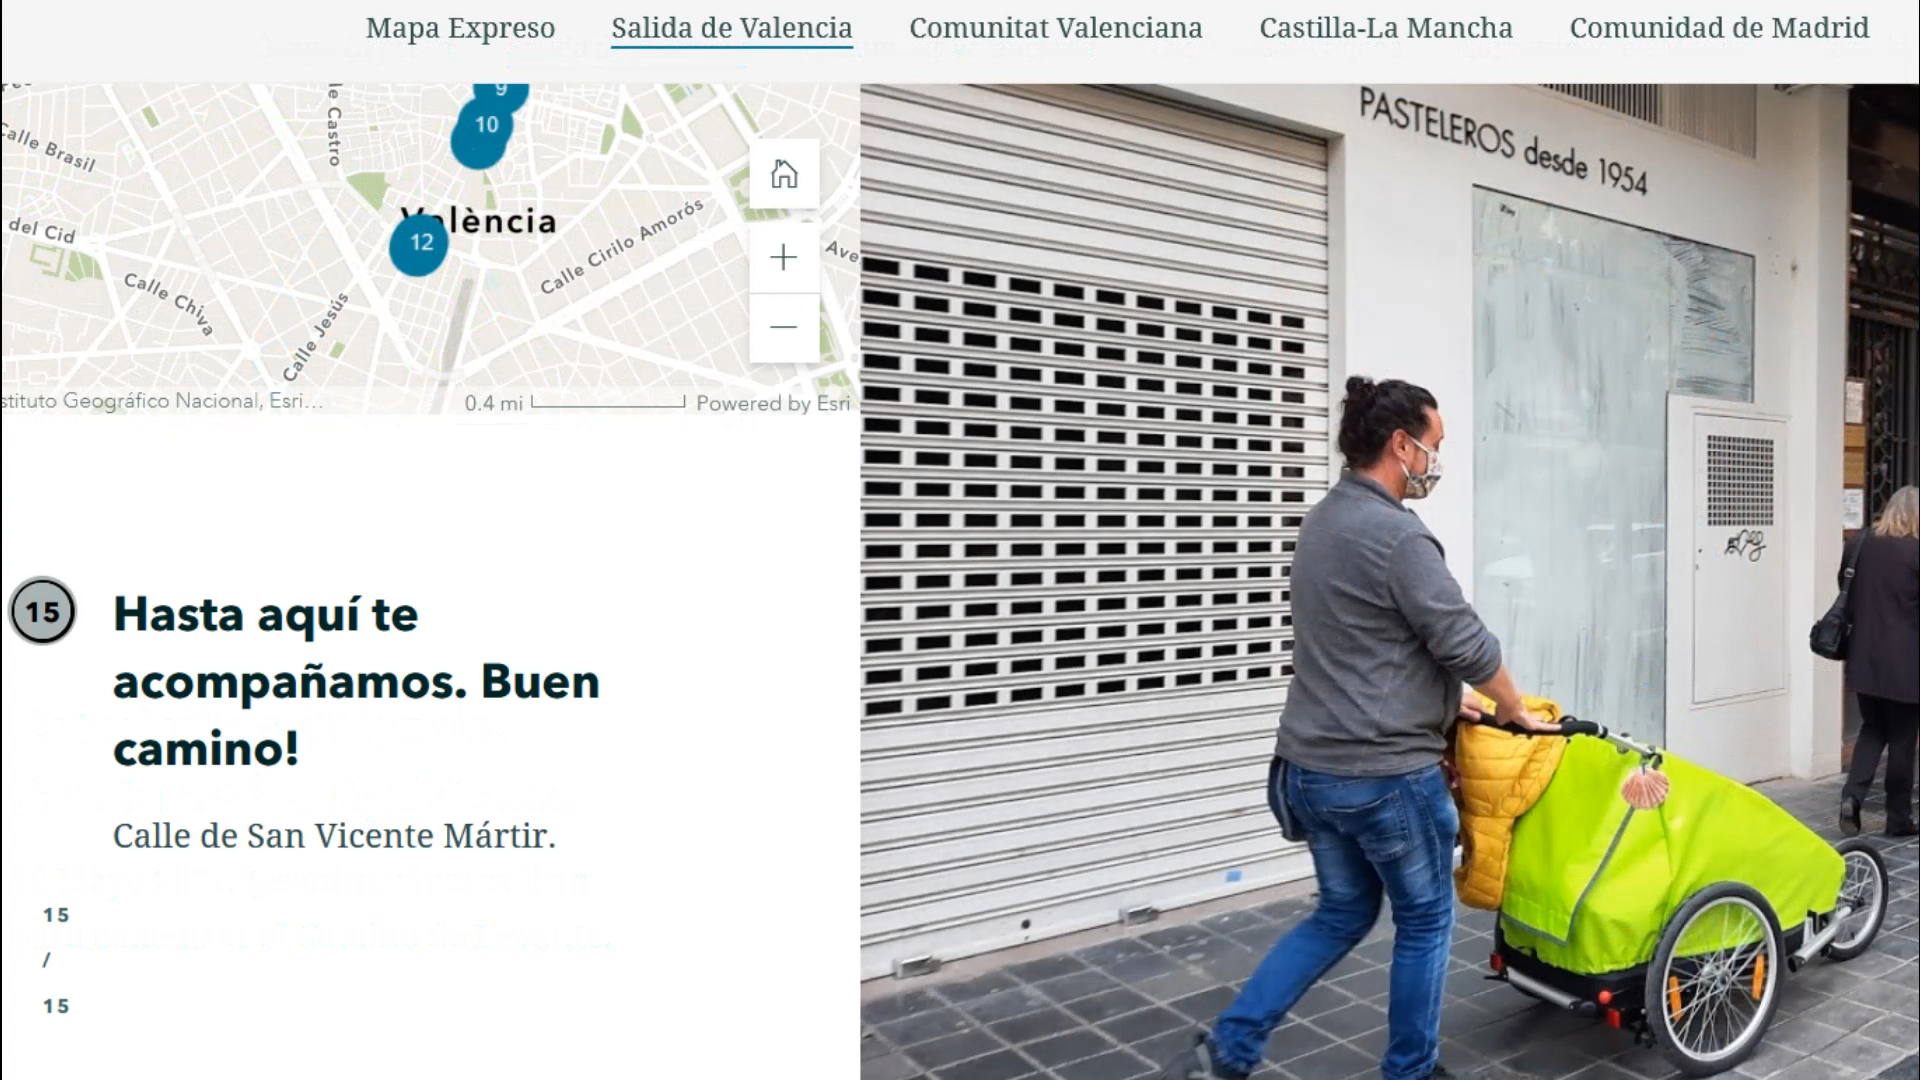 Mapa Expreso
Salida de Valencia
Comunitat Valenciana
Castilla-La Mancha
Comunidad de Madrid
9
10
12
València
de Castro
Calle Brasil
del Cid
Calle Chiva
Calle Jesús
Calle Cirilo Amorós
Ave
stituto Geográfico Nacional, Esri...
0.4 mi
Powered by Esri
PASTELEROS desde 1954
15
Hasta aquí te
acompañamos. Buen
camino!
Calle de San Vicente Mártir.
15
/
15